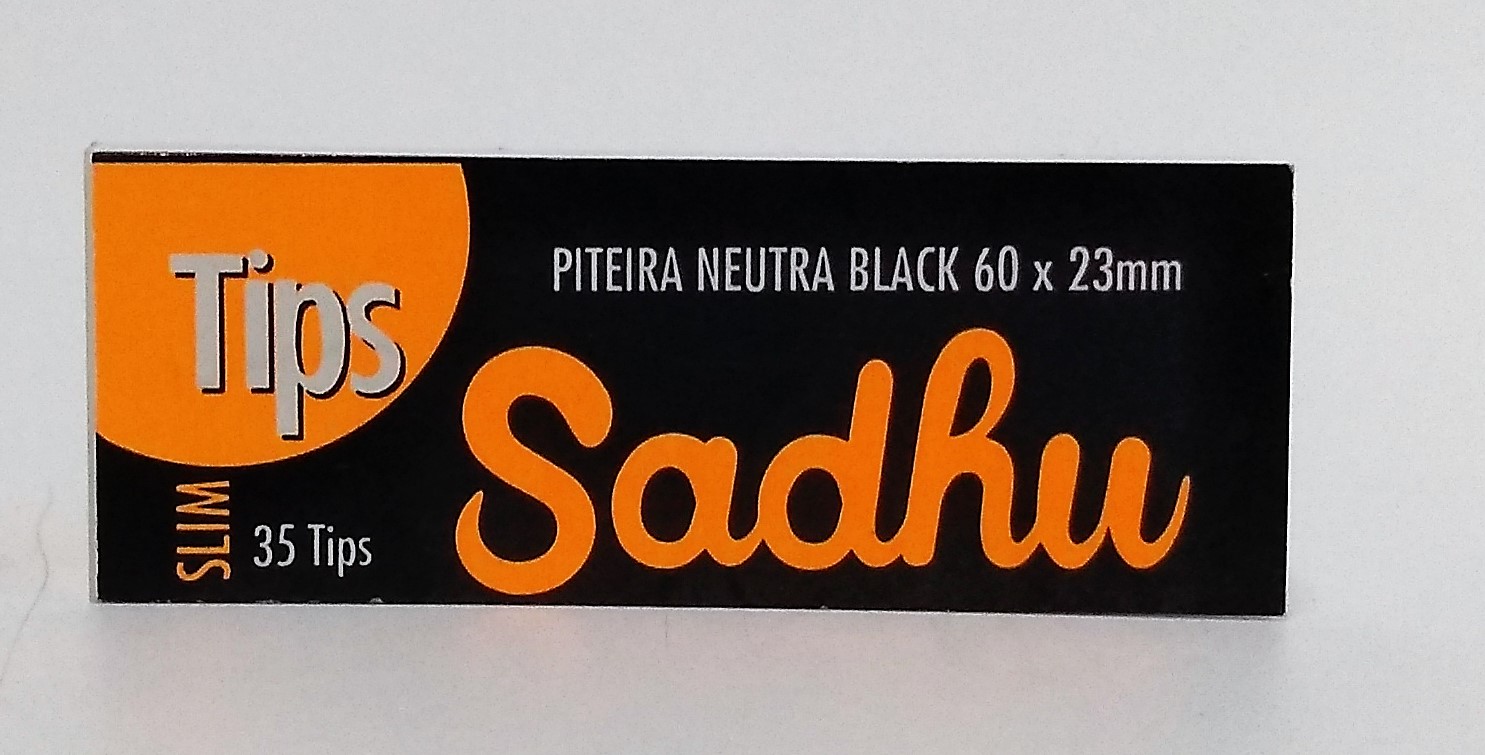 Tips
PITEIRA NEUTRA BLACK 60 x 23mm
Sadhu
SLIM
35 Tips